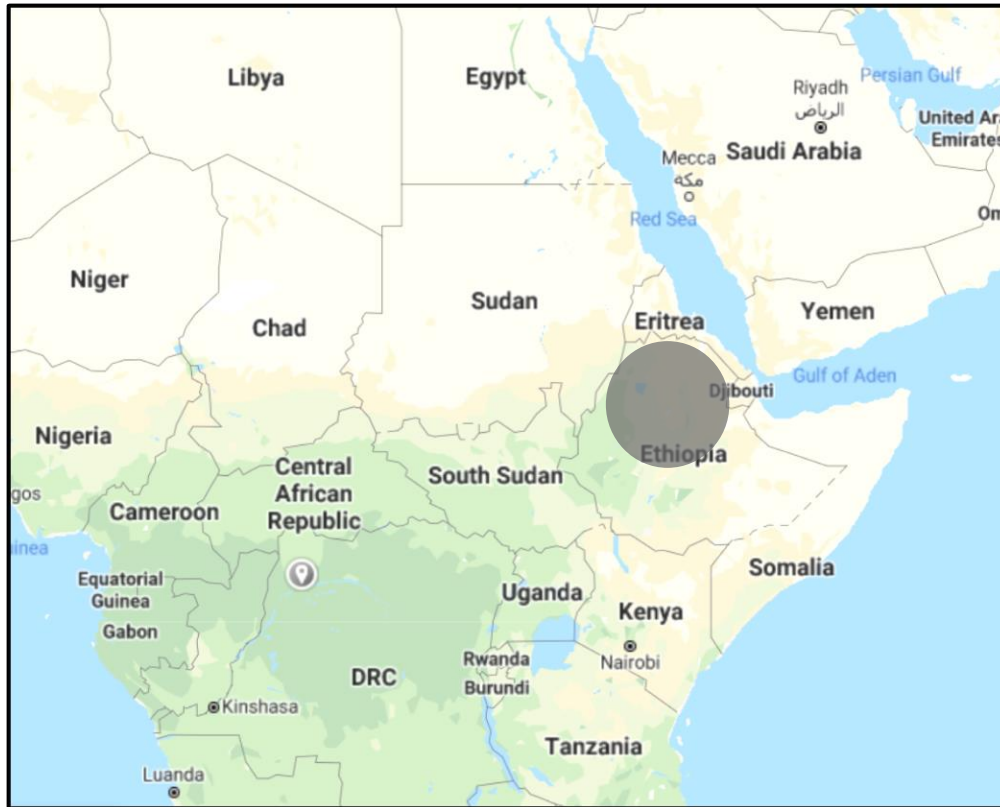 Libya
Egypt
Persian Gulf
Riyadh
الرياض
United Ar
Emirates
Mecca
مكة
Saudi Arabia
Red Sea
On
Niger
Chad
Sudan
Eritrea
Yemen
Gulf of Aden
Djibouti
Nigeria
Ethiopia
Central
African
Republic
South Sudan
gos
Cameroon
inea
Equatorial
Guinea
Gabon
Uganda
Somalia
Kenya
Nairobi
Rwanda
Burundi
DRC
Kinshasa
Tanzania
Luanda